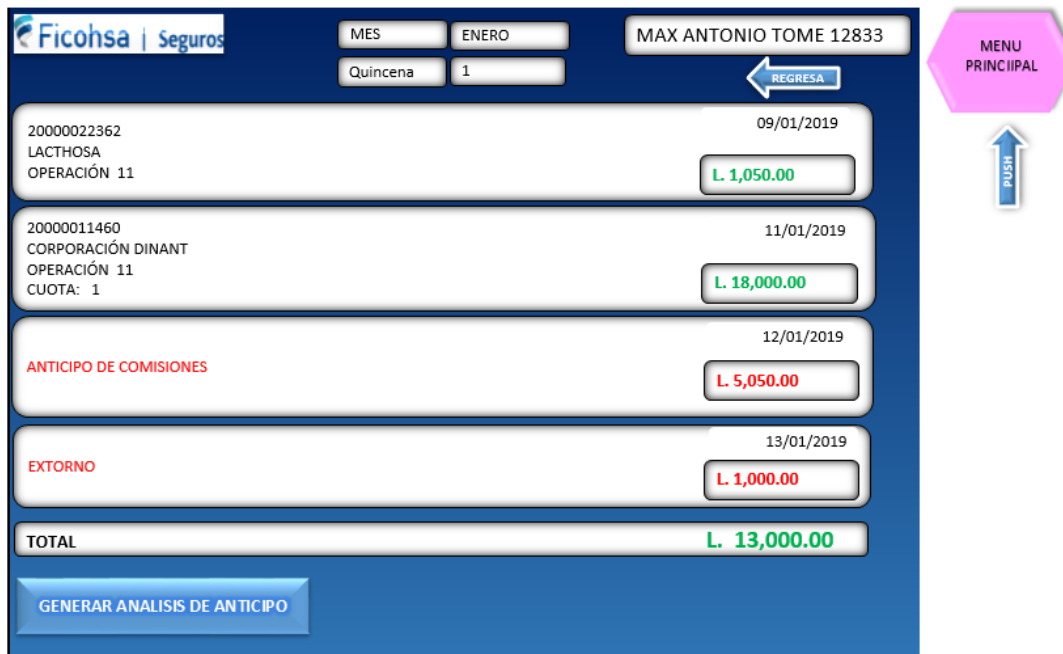 Ficohsa | Seguros
MES ENERO
MAX ANTONIO TOME 12833
Quincena 1
REGRESA
MENU
PRINCIIPAL
PUSH
20000022362
LACTHOSA
OPERACIÓN 11
09/01/2019
L. 1,050.00
20000011460
CORPORACIÓN DINANT
OPERACIÓN 11
CUOTA: 1
11/01/2019
L. 18,000.00
ANTICIPO DE COMISIONES
12/01/2019
L. 5,050.00
EXTORNO
13/01/2019
L. 1,000.00
TOTAL L. 13,000.00
GENERAR ANALISIS DE ANTICIPO